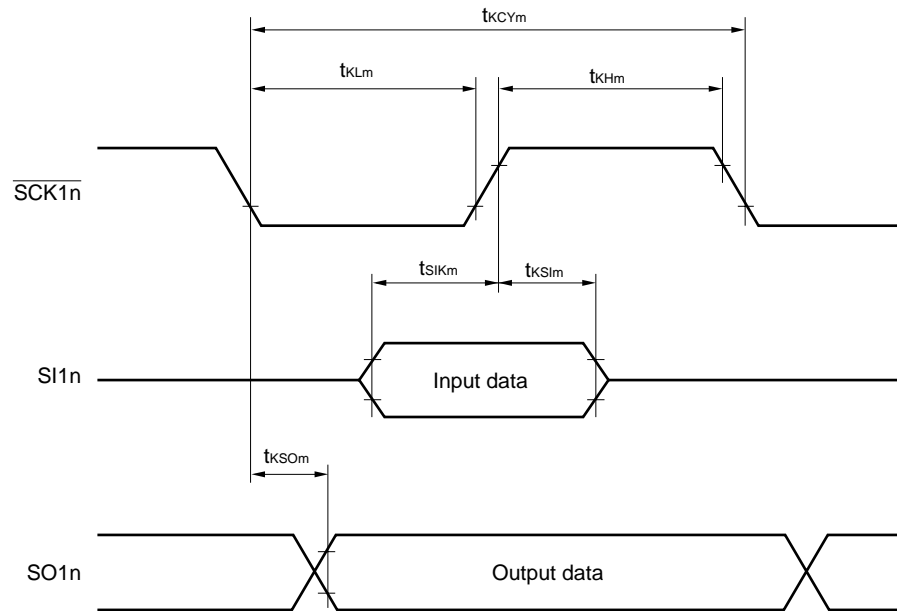 tKCYm
tKLm
tKHm
SCK1n
tSIKm
tKSIm
SI1n
Input data
tKSOm
SO1n
Output data